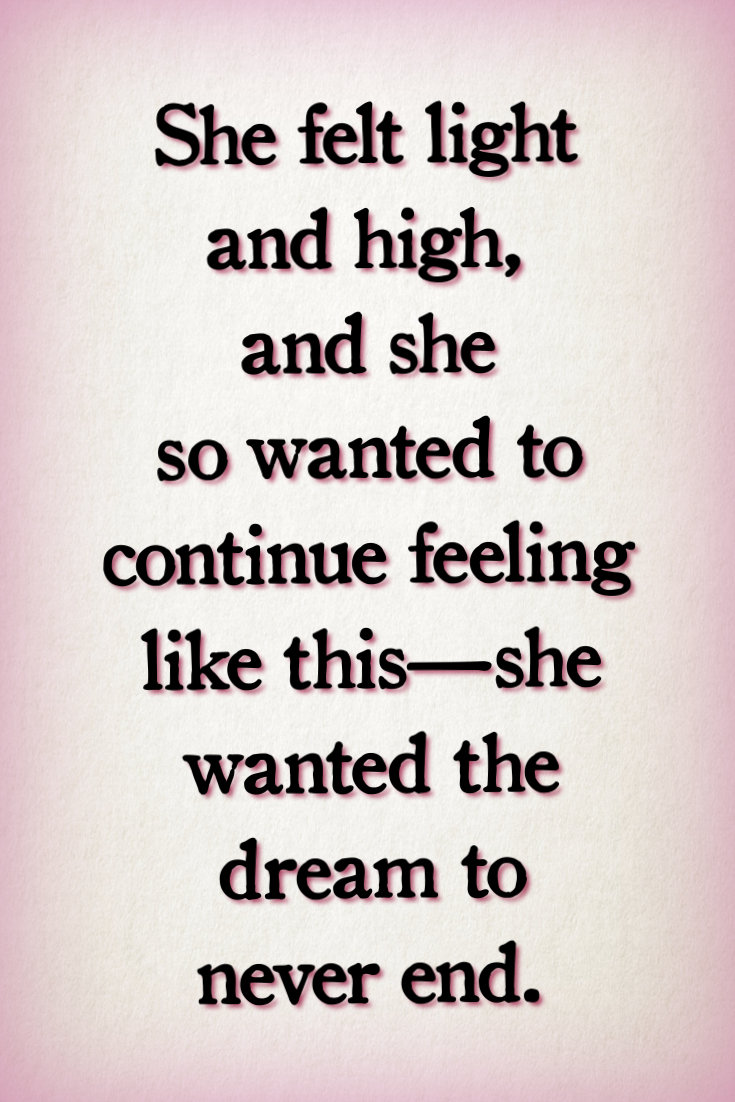 She felt light
and high,
and she
so wanted to
continue feeling
like this—she
wanted the
dream to
never end.